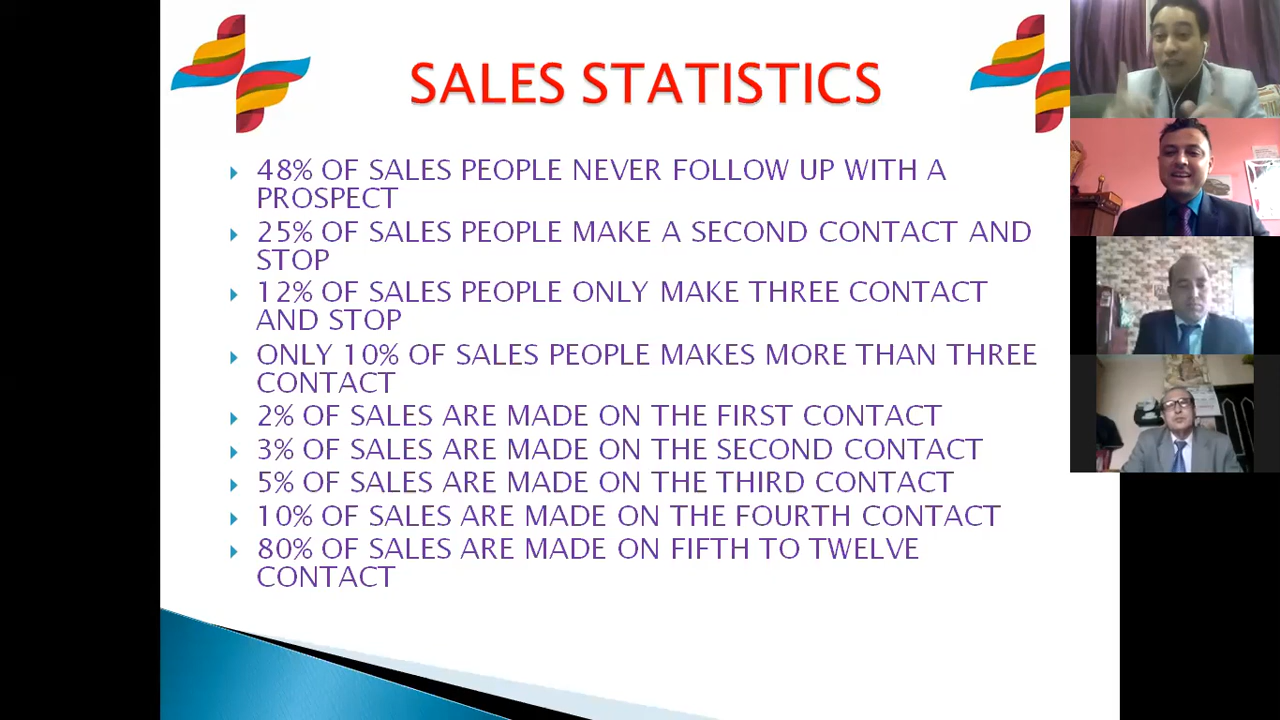 SALES STATISTICS
48% OF SALES PEOPLE NEVER FOLLOW UP WITH A
PROSPECT
25% OF SALES PEOPLE MAKE A SECOND CONTACT AND
STOP
12% OF SALES PEOPLE ONLY MAKE THREE CONTACT
AND STOP
ONLY 10% OF SALES PEOPLE MAKES MORE THAN THREE
CONTACT
2% OF SALES ARE MADE ON THE FIRST CONTACT
3% OF SALES ARE MADE ON THE SECOND CONTACT
5% OF SALES ARE MADE ON THE THIRD CONTACT
10% OF SALES ARE MADE ON THE FOURTH CONTACT
80% OF SALES ARE MADE ON FIFTH TO TWELVE
CONTACT